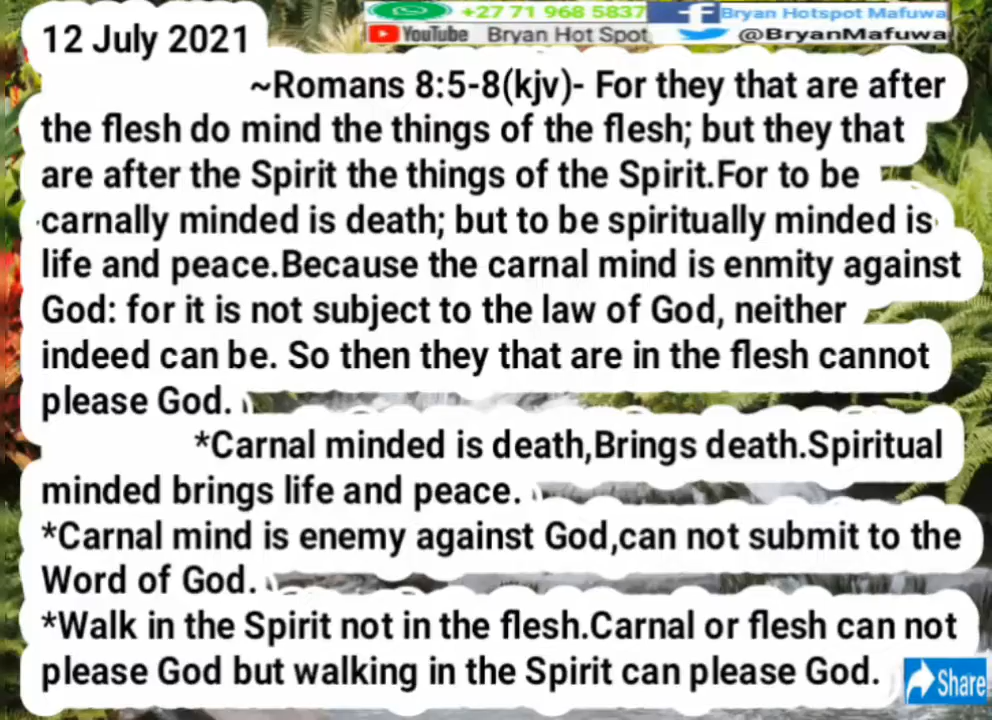 +27 71 968 5837 Bryan Hotspot Mafuwa
YouTube Bryan Hot Spot @BryanMafuwa
12 July 2021
~Romans 8:5-8(kjv)- For they that are after
the flesh do mind the things of the flesh; but they that
are after the Spirit the things of the Spirit.For to be
carnally minded is death; but to be spiritually minded is
life and peace.Because the carnal mind is enmity against
God: for it is not subject to the law of God, neither
indeed can be. So then they that are in the flesh cannot
please God.
*Carnal minded is death,Brings death.Spiritual
minded brings life and peace.
*Carnal mind is enemy against God,can not submit to the
Word of God.
*Walk in the Spirit not in the flesh.Carnal or flesh can not
please God but walking in the Spirit can please God.
Share